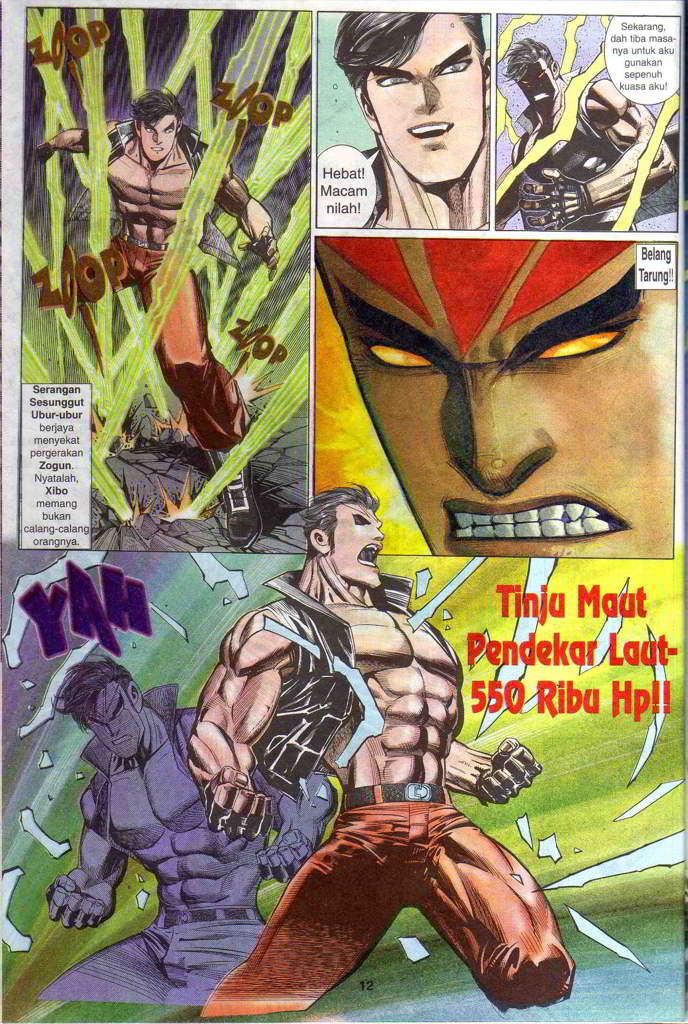 ZOOP
ZOOP
ZOOP
ZOOP
Serangan
Sesunggut
Ubur-ubur
berjaya
menyekat
pergerakan
Zogun.
Nyatalah,
Xibo
memang
bukan
calang-calang
orangnya.
Hebat!
Macam
nilah!
Sekarang,
dah tiba masa-
nya untuk aku
gunakan
sepenuh
kuasa aku!
Belang
Tarung!!
YAH
Tinju Maut
Pendekar Laut-
550 Ribu Hp!!
12